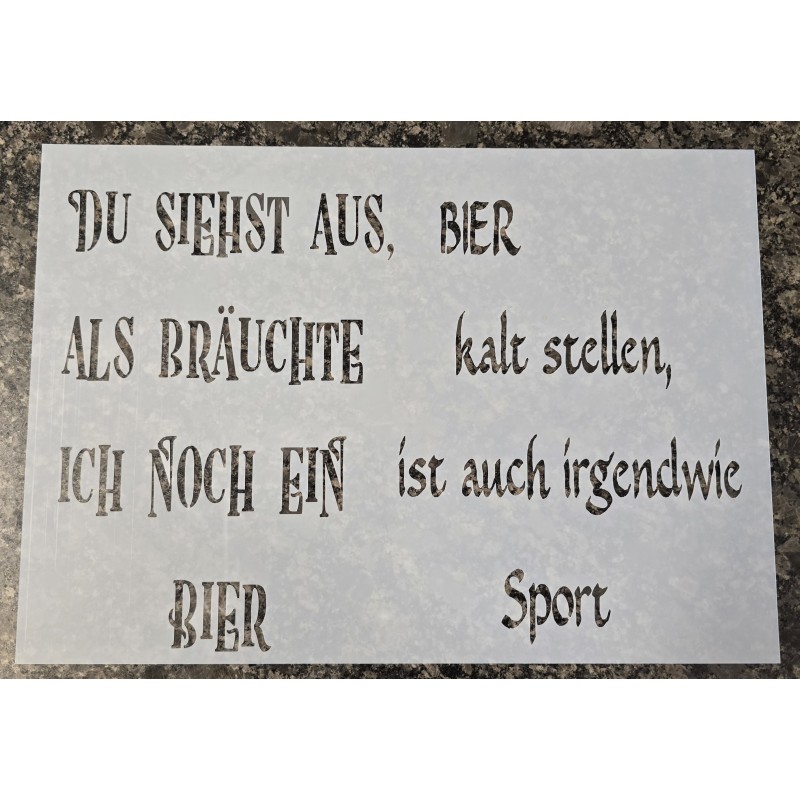 DU SIEHST AUS,
ALS BRÄUCHTE
ICH NOCH EIN
BIER
BIER
kalt stellen,
ist auch irgendwie
Sport